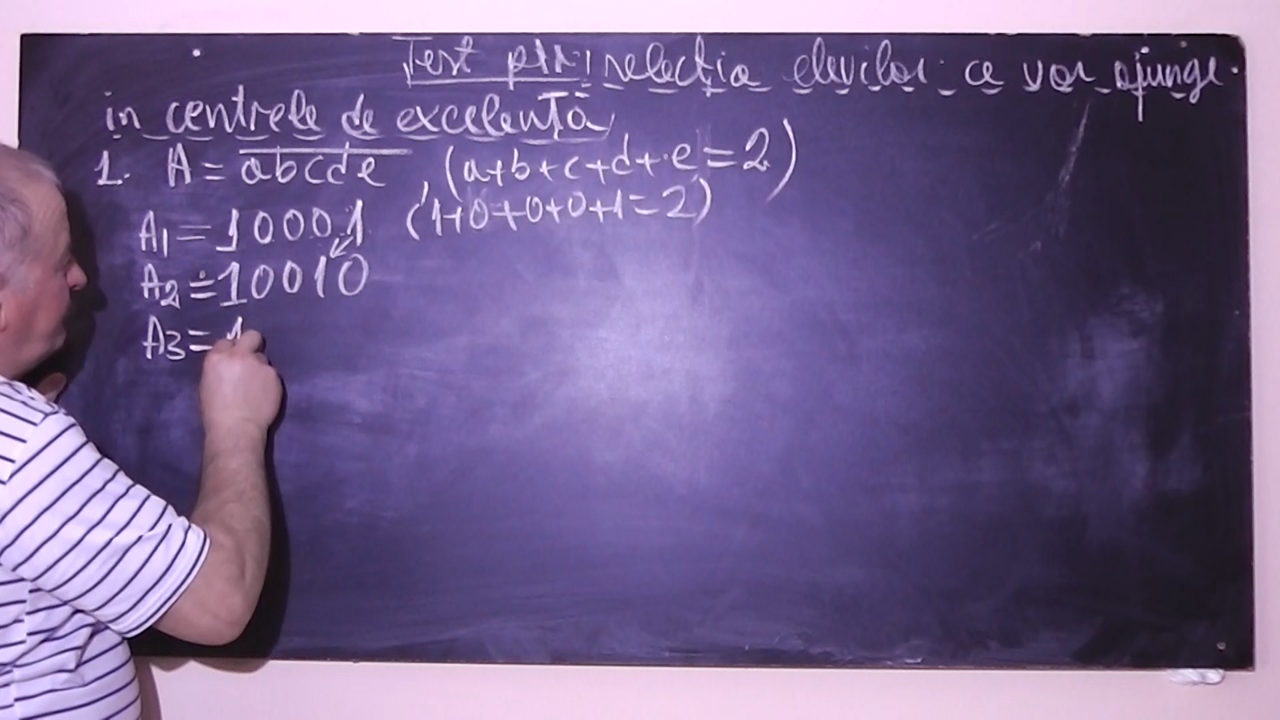 Test ptr. selecția elevilor ce vor ajunge
în centrele de excelență
1. A = abcde (a+b+c+d+e=2)
A1=10001 (1+0+0+0+1=2)
A2=10010
A3=1